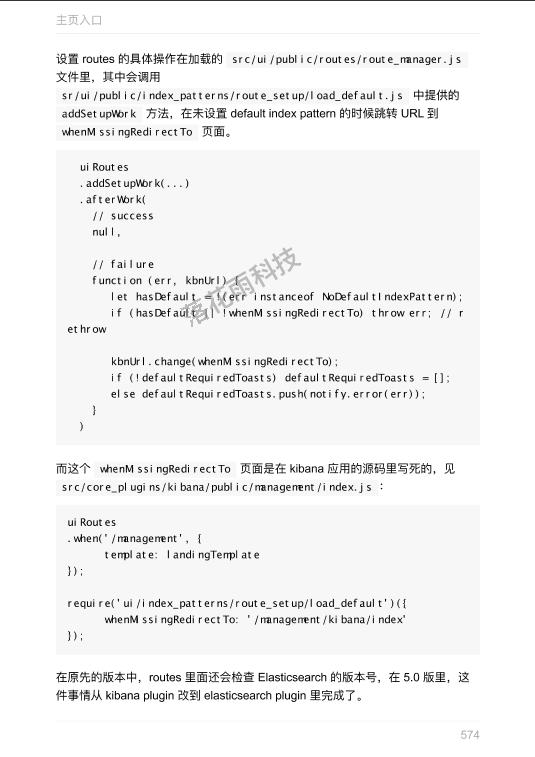 主页入口
设置 routes 的具体操作在加载的 src/ui/public/routes/route_manager.js
文件里，其中会调用
sr/ui/public/index_patterns/route_setup/load_default.js 中提供的
addSetupWork 方法，在未设置 default index pattern 的时候跳转 URL 到
whenMissingRedirectTo 页面。
uiRoutes
.addSetupWork(...)
.afterWork(
// success
null,
// failure
function (err, kbnUrl) {
let hasDefault = !(err instanceof NoDefaultIndexPattern);
if (hasDefault || !whenMissingRedirectTo) throw err; // r
ethrow
kbnUrl.change(whenMissingRedirectTo);
if (!defaultRequiredToasts) defaultRequiredToasts = [];
else defaultRequiredToasts.push(notify.error(err));
}
)
落花雨科技
而这个 whenMissingRedirectTo 页面是在 kibana 应用的源码里写死的，见
src/core_plugins/kibana/public/management/index.js ：
uiRoutes
.when('/management', {
template: landingTemplate
});
require('ui/index_patterns/route_setup/load_default')({
whenMissingRedirectTo: '/management/kibana/index'
});
在原先的版本中，routes 里面还会检查 Elasticsearch 的版本号，在 5.0 版里，这
件事情从 kibana plugin 改到 elasticsearch plugin 里完成了。
574